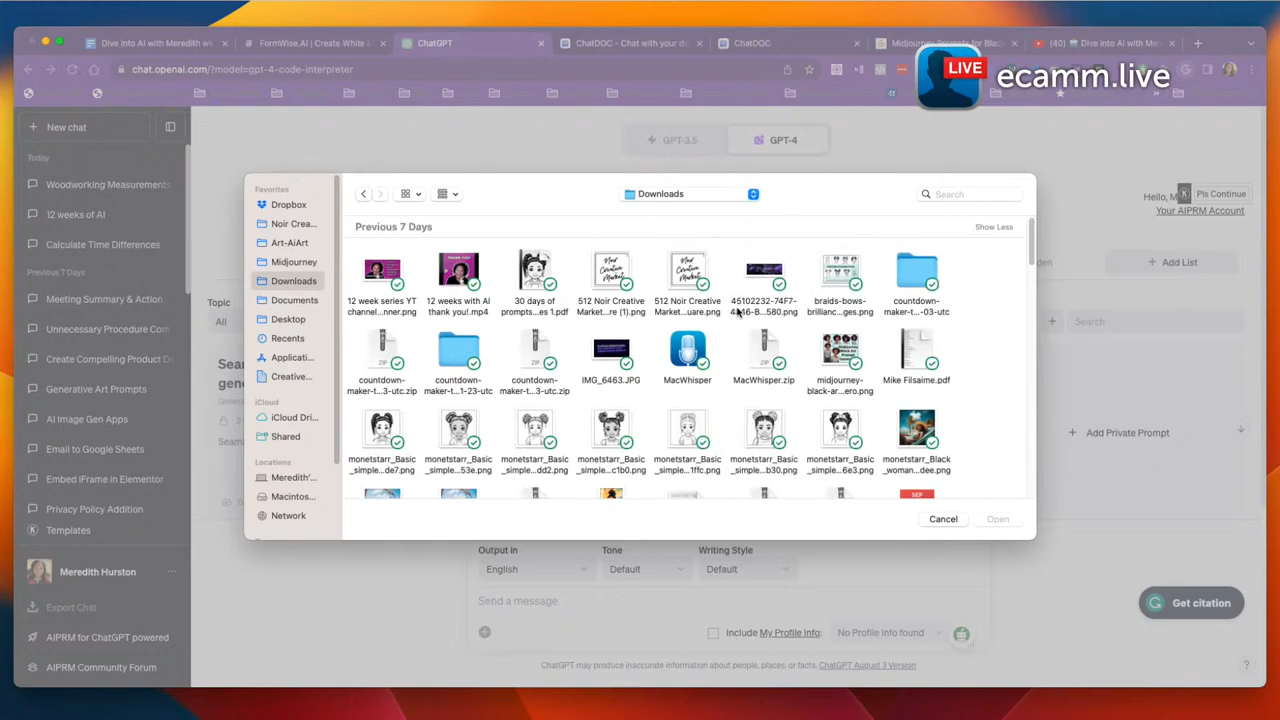 Dive Into AI with Meredith w
FormWise.AI | Create White L
ChatGPT
ChatDOC - Chat with your d
ChatDOC
Midjourney Prompts for Black
(40) Dive Into AI with Mer
LIVE
ecamm.live
chat.openai.com/?model=gpt-4-code-interpreter
New chat
GPT-3.5
GPT-4
Today
Woodworking Measurements
12 weeks of AI
Calculate Time Differences
Previous 7 Days
Meeting Summary & Action
Unnecessary Procedure Com
Create Compelling Product De
Generative Art Prompts
AI Image Gen Apps
Email to Google Sheets
Embed iFrame in Elementor
Privacy Policy Addition
Templates
Meredith Hurston
Export Chat
AIPRM for ChatGPT powered
AIPRM Community Forum
Hello, M
Pls Continue
Your AIPRM Account
Add List
Topic
All
Search
Add Private Prompt
Favorites
Dropbox
Noir Crea...
Art-AiArt
Midjourney
Downloads
Documents
Desktop
Recents
Applicati...
Creative...
iCloud
iCloud Dri...
Shared
Locations
Meredith'...
Macintos...
Network
Downloads
Search
Previous 7 Days
Show Less
12 week series YT
channel...nner.png
12 weeks with AI
thank you!.mp4
30 days of
prompts...es 1.pdf
512 Noir Creative
Market...re (1).png
512 Noir Creative
Market...uare.png
45102232-74F7-
4A16-B...580.png
braids-bows-
brillianc...ges.png
countdown-
maker-t...-03-utc
countdown-
maker-t...utc.zip
countdown-
maker-t...1-23-utc
countdown-
maker-t...3-utc.zip
IMG_6463.JPG
MacWhisper
MacWhisper.zip
midjourney-
black-ar...ero.png
Mike Filsaime.pdf
monetstarr_Basic
_simple...de7.png
monetstarr_Basic
_simple...53e.png
monetstarr_Basic
_simple...dd2.png
monetstarr_Basic
_simple...c1b0.png
monetstarr_Basic
_simple...1ffc.png
monetstarr_Basic
_simple...b30.png
monetstarr_Basic
_simple...6e3.png
monetstarr_Black
_woman...dee.png
SEP
Cancel
Open
Output in
Tone
Writing Style
English
Default
Default
Send a message
Include My Profile Info:
No Profile Info found
Get citation
ChatGPT may produce inaccurate information about people, places, or facts. ChatGPT August 3 Version